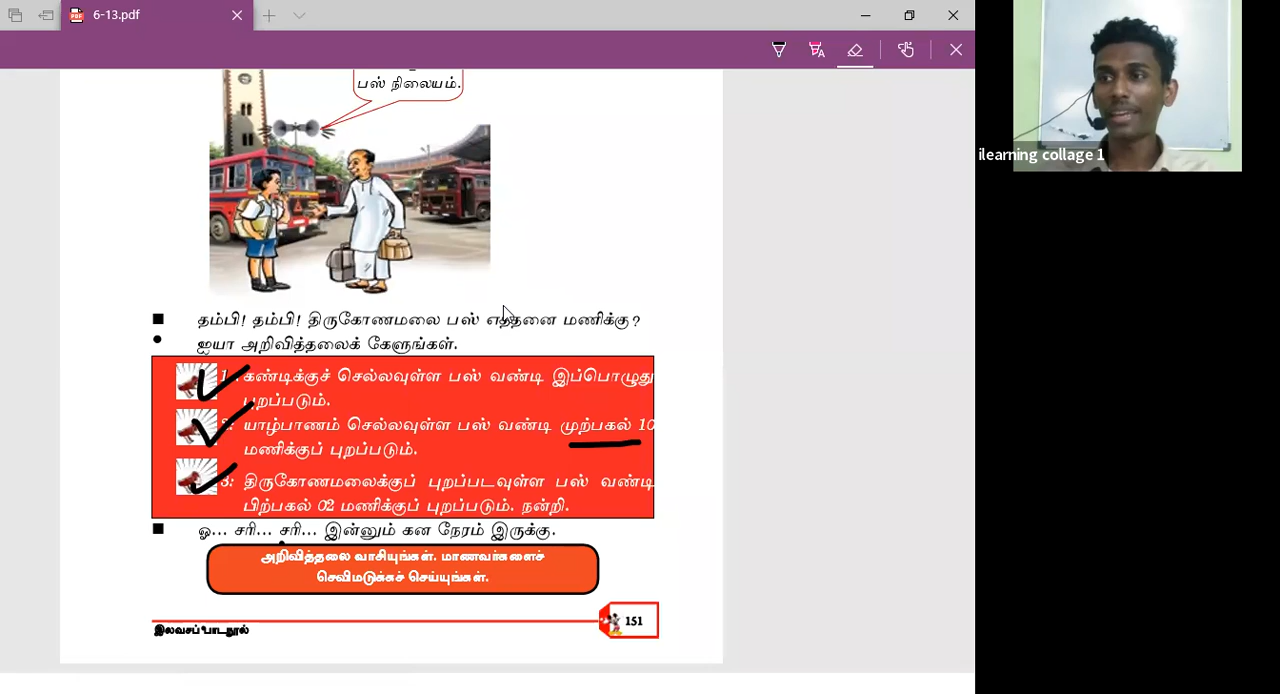 6-13.pdf
ilearning collage 1
பஸ் நிலையம்.
தம்பி! தம்பி! திருகோணமலை பஸ் எத்தனை மணிக்கு?
ஐயா அறிவித்தலைக் கேளுங்கள்.
1: கண்டிக்குச் செல்லவுள்ள பஸ் வண்டி இப்பொழுது
புறப்படும்.
2: யாழ்பாணம் செல்லவுள்ள பஸ் வண்டி முற்பகல் 10
மணிக்குப் புறப்படும்.
3: திருகோணமலைக்குப் புறப்படவுள்ள பஸ் வண்டி
பிற்பகல் 02 மணிக்குப் புறப்படும். நன்றி.
ஓ... சரி... சரி... இன்னும் கன நேரம் இருக்கு.
அறிவித்தலை வாசியுங்கள். மாணவர்களைச்
செவிமடுக்கச் செய்யுங்கள்.
இலவசப் பாடநூல்
151